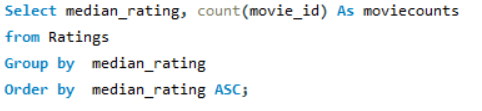 Select median_rating, count(movie_id) As moviecounts
from Ratings
Group by  median_rating
Order by  median_rating ASC;